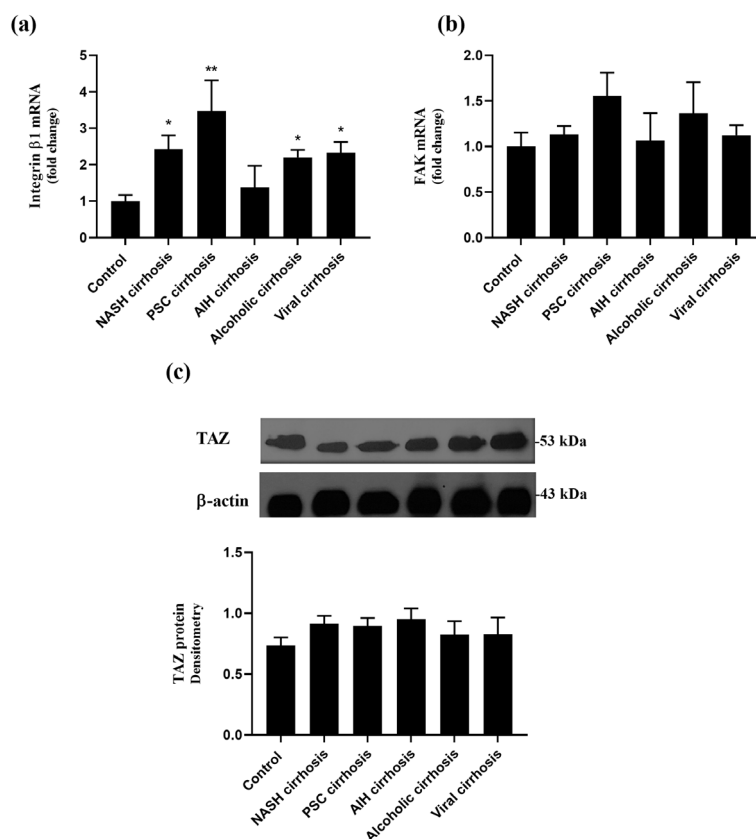 (a)
Integrin β 1 mRNA
(fold change)
5
4
3
2
1
0
*
**
*
*
Control
NASH cirrhosis
PSC cirrhosis
AIH cirrhosis
Alcoholic cirrhosis
Viral cirrhosis
(b)
FAK mRNA
(fold change)
2.0
1.5
1.0
0.5
0.0
Control
NASH cirrhosis
PSC cirrhosis
AIH cirrhosis
Alcoholic cirrhosis
Viral cirrhosis
(c)
TAZ
-53 kDa
β-actin
-43 kDa
TAZ protein
Densitometry
1.5
1.0
0.5
0.0
Control
NASH cirrhosis
PSC cirrhosis
AIH cirrhosis
Alcoholic cirrhosis
Viral cirrhosis